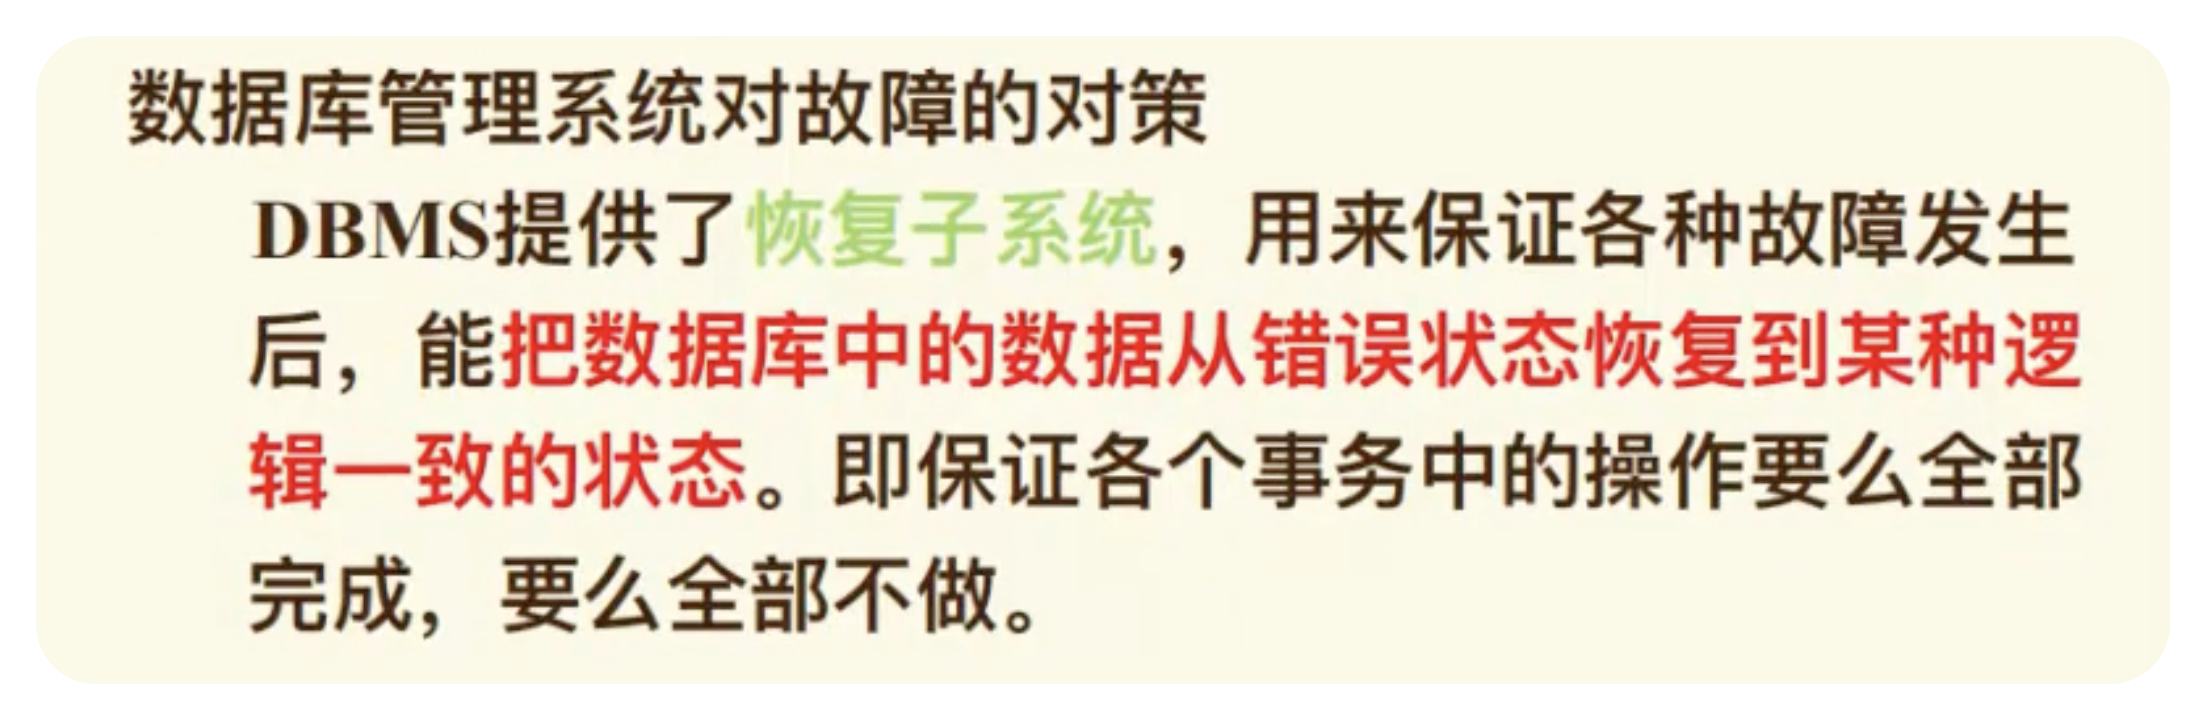 数据库管理系统对故障的对策
DBMS提供了恢复子系统，用来保证各种故障发生
后，能把数据库中的数据从错误状态恢复到某种逻
辑一致的状态。即保证各个事务中的操作要么全部
完成，要么全部不做。